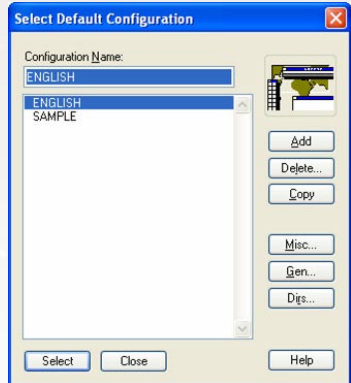 Select Default Configuration
Configuration Name:
ENGLISH
ENGLISH
SAMPLE
Add
Delete...
Copy
Misc...
Gen...
Dirs...
Select
Close
Help